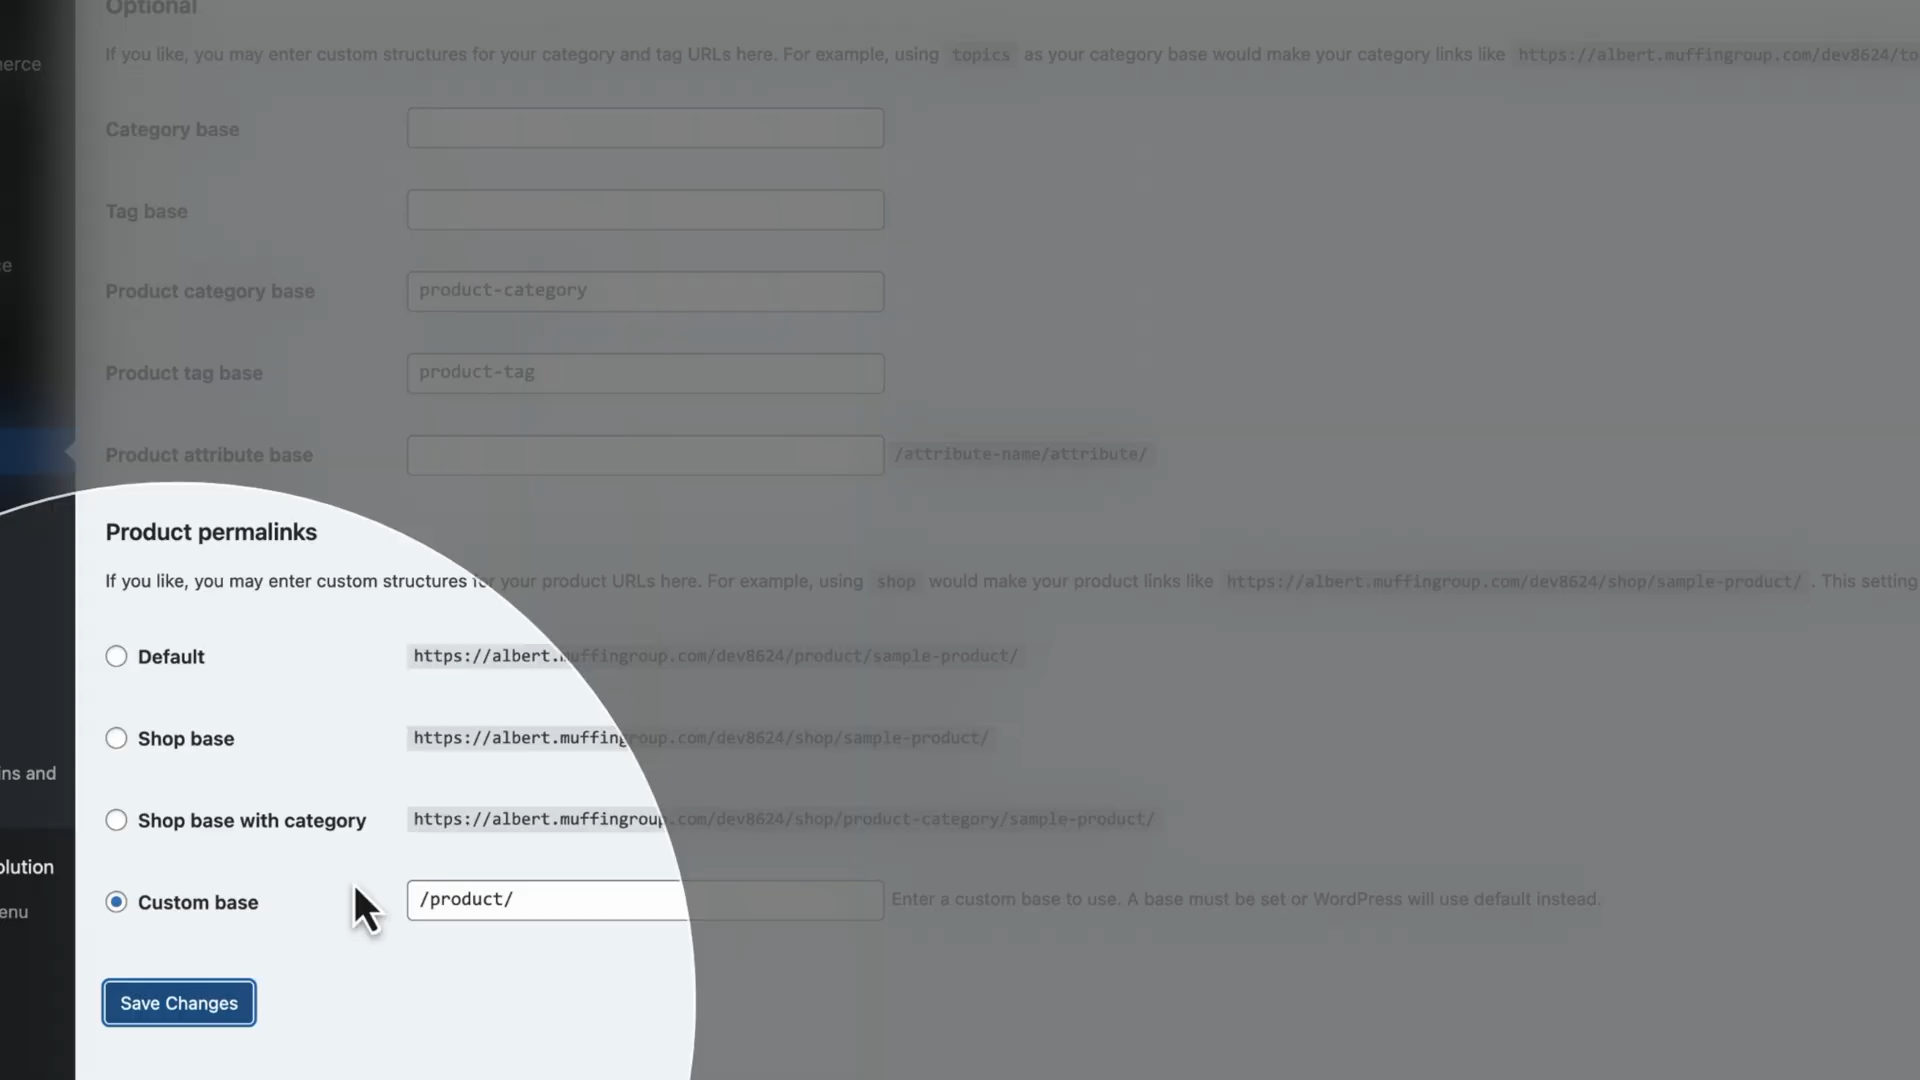 Optional
If you like, you may enter custom structures for your category and tag URLs here. For example, using topics as your category base would make your category links like https://albert.muffingroup.com/dev8624/to
Category base
Tag base
Product category base product-category
Product tag base product-tag
Product attribute base /attribute-name/attribute/
Product permalinks
If you like, you may enter custom structures for your product URLs here. For example, using shop would make your product links like https://albert.muffingroup.com/dev8624/shop/sample-product/ . This setting
Default https://albert.muffingroup.com/dev8624/product/sample-product/
Shop base https://albert.muffingroup.com/dev8624/shop/sample-product/
Shop base with category https://albert.muffingroup.com/dev8624/shop/product-category/sample-product/
Custom base /product/ Enter a custom base to use. A base must be set or WordPress will use default instead.
Save Changes
erce
ce
ins and
olution
enu